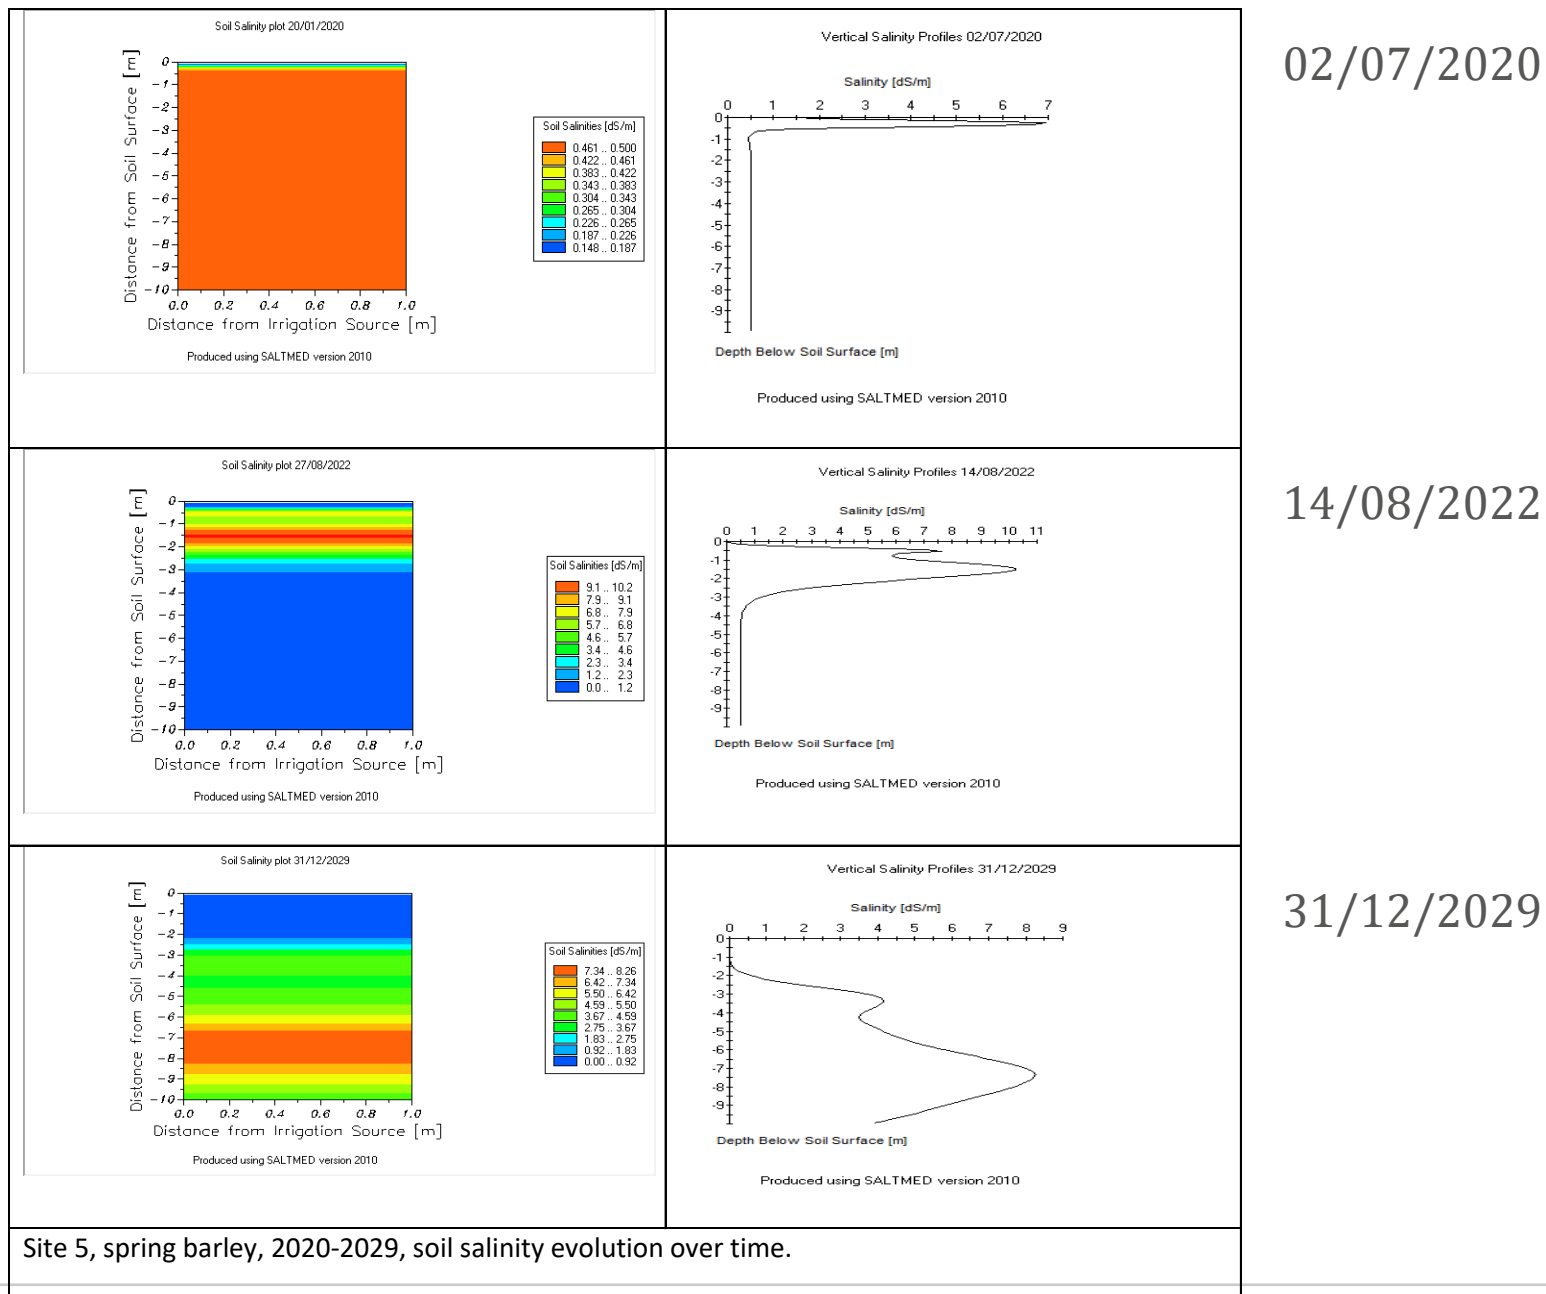 Soil Salinity plot 20/01/2020
Distance from Soil Surface [m]
0
-1
-2
-3
-4
-5
-6
-7
-8
-9
-10
0.0 0.2 0.4 0.6 0.8 1.0
Distance from Irrigation Source [m]
Soil Salinities [dS/m]
0.461 .. 0.500
0.422 .. 0.461
0.383 .. 0.422
0.343 .. 0.383
0.304 .. 0.343
0.265 .. 0.304
0.226 .. 0.265
0.187 .. 0.226
0.148 .. 0.187
Produced using SALTMED version 2010
Vertical Salinity Profiles 02/07/2020
Salinity [dS/m]
0 1 2 3 4 5 6 7
0
-1
-2
-3
-4
-5
-6
-7
-8
-9
Depth Below Soil Surface [m]
Produced using SALTMED version 2010
02/07/2020
Soil Salinity plot 27/08/2022
Distance from Soil Surface [m]
0
-1
-2
-3
-4
-5
-6
-7
-8
-9
-10
0.0 0.2 0.4 0.6 0.8 1.0
Distance from Irrigation Source [m]
Soil Salinities [dS/m]
9.1 .. 10.2
7.9 .. 9.1
6.8 .. 7.9
5.7 .. 6.8
4.6 .. 5.7
3.4 .. 4.6
2.3 .. 3.4
1.2 .. 2.3
0.0 .. 1.2
Produced using SALTMED version 2010
Vertical Salinity Profiles 14/08/2022
Salinity [dS/m]
0 1 2 3 4 5 6 7 8 9 10 11
0
-1
-2
-3
-4
-5
-6
-7
-8
-9
Depth Below Soil Surface [m]
Produced using SALTMED version 2010
14/08/2022
Soil Salinity plot 31/12/2029
Distance from Soil Surface [m]
0
-1
-2
-3
-4
-5
-6
-7
-8
-9
-10
0.0 0.2 0.4 0.6 0.8 1.0
Distance from Irrigation Source [m]
Soil Salinities [dS/m]
7.34 .. 8.26
6.42 .. 7.34
5.50 .. 6.42
4.59 .. 5.50
3.67 .. 4.59
2.75 .. 3.67
1.83 .. 2.75
0.92 .. 1.83
0.00 .. 0.92
Produced using SALTMED version 2010
Vertical Salinity Profiles 31/12/2029
Salinity [dS/m]
0 1 2 3 4 5 6 7 8 9
0
-1
-2
-3
-4
-5
-6
-7
-8
-9
Depth Below Soil Surface [m]
Produced using SALTMED version 2010
31/12/2029
Site 5, spring barley, 2020-2029, soil salinity evolution over time.